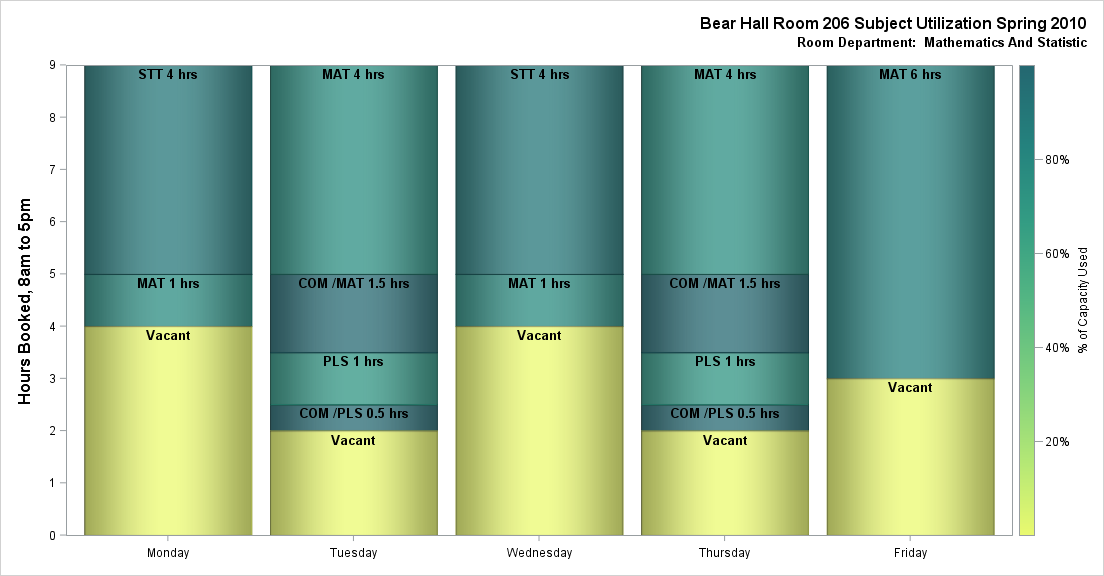 Bear Hall Room 206 Subject Utilization Spring 2010
Room Department:  Mathematics And Statistic
Hours Booked, 8am to 5pm
9
8
7
6
5
4
3
2
1
0
STT 4 hrs
MAT 1 hrs
Vacant
MAT 4 hrs
COM /MAT 1.5 hrs
PLS 1 hrs
COM /PLS 0.5 hrs
Vacant
STT 4 hrs
MAT 1 hrs
Vacant
MAT 4 hrs
COM /MAT 1.5 hrs
PLS 1 hrs
COM /PLS 0.5 hrs
Vacant
MAT 6 hrs
Vacant
Monday
Tuesday
Wednesday
Thursday
Friday
80%
60%
40%
20%
% of Capacity Used